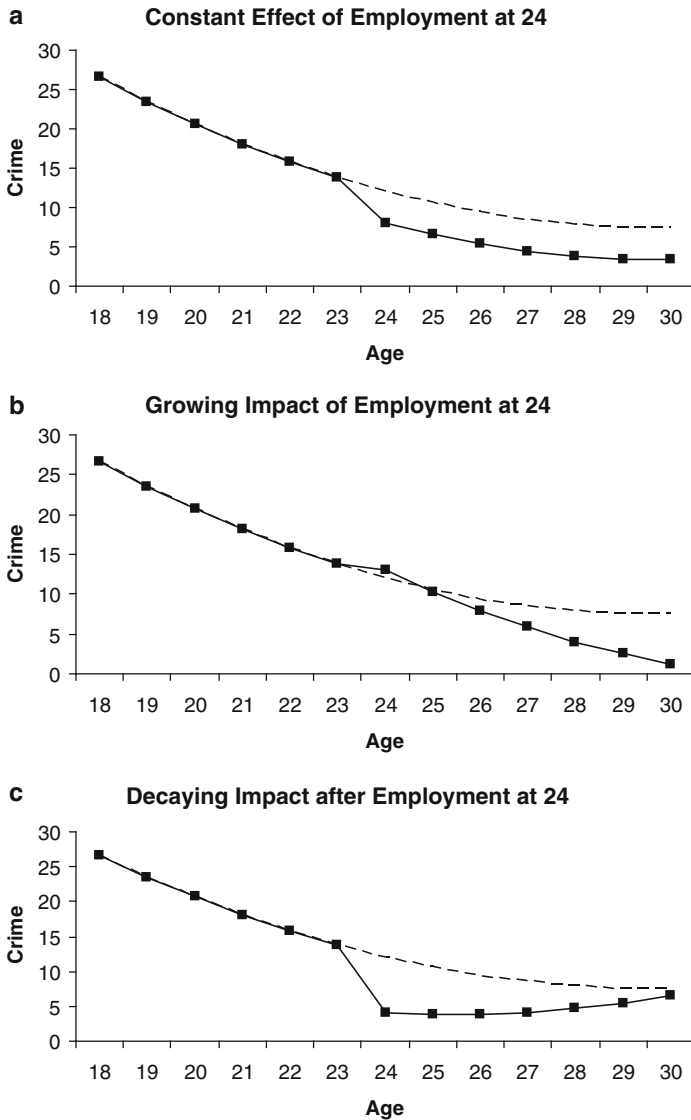 a
Constant Effect of Employment at 24
30
25
20
15
10
5
0
Crime
18 19 20 21 22 23 24 25 26 27 28 29 30
Age
b
Growing Impact of Employment at 24
30
25
20
15
10
5
0
Crime
18 19 20 21 22 23 24 25 26 27 28 29 30
Age
c
Decaying Impact after Employment at 24
30
25
20
15
10
5
0
Crime
18 19 20 21 22 23 24 25 26 27 28 29 30
Age